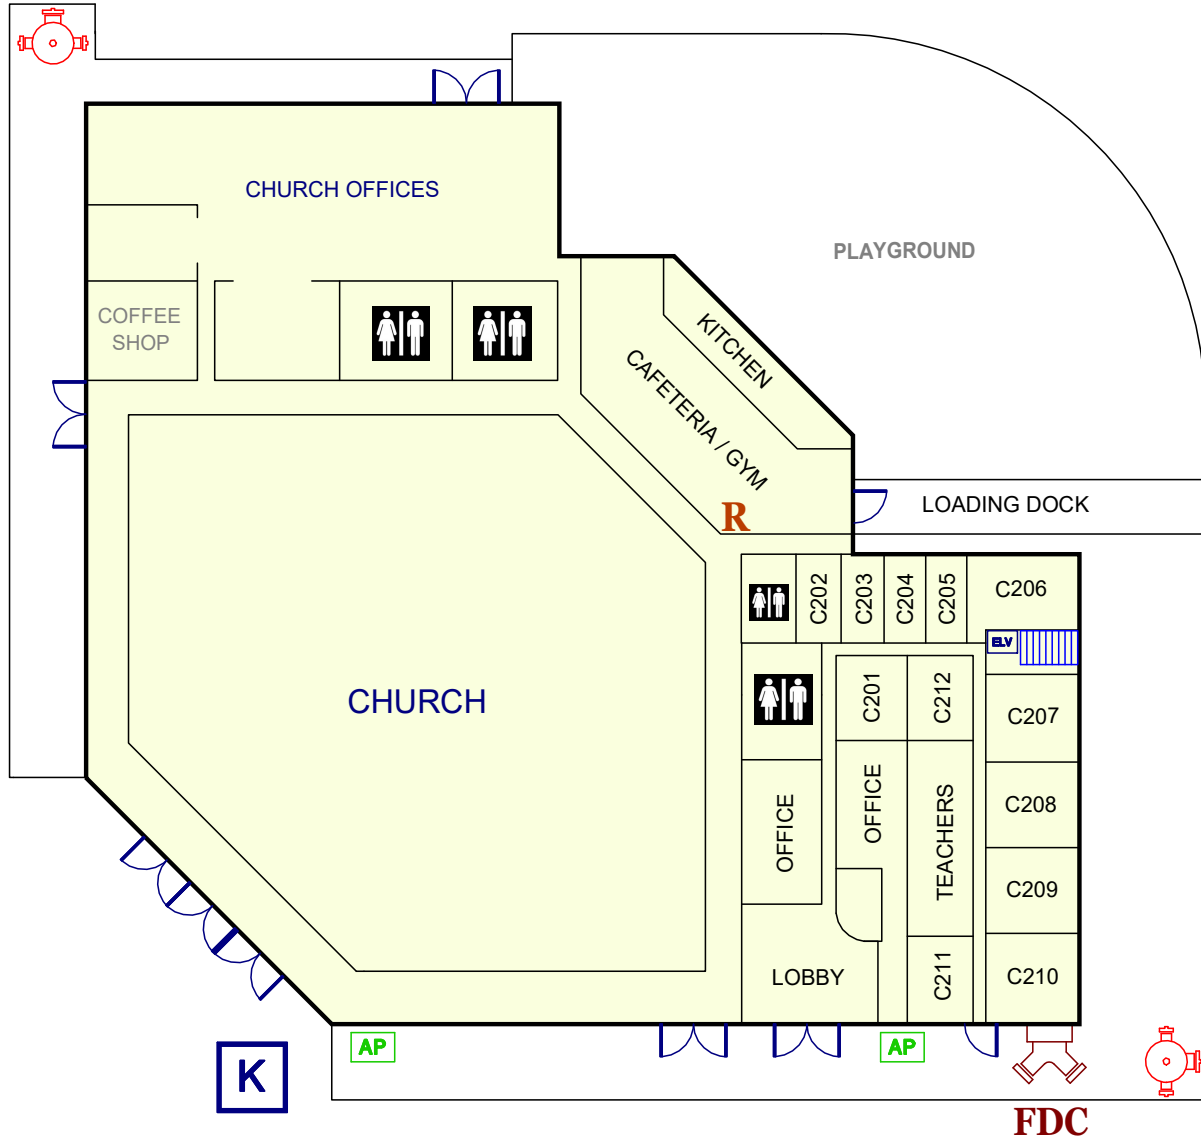 CHURCH OFFICES
PLAYGROUND
COFFEE
SHOP
KITCHEN
CAFETERIA / GYM
R
LOADING DOCK
C202
C203
C204
C205
C206
ELV
CHURCH
C201
C212
C207
OFFICE
OFFICE
TEACHERS
C208
C209
LOBBY
C211
C210
AP
AP
K
FDC